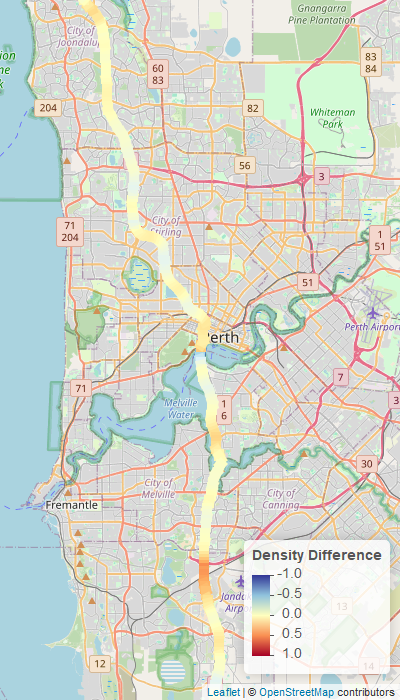 Gnangarra
Pine Plantation
City of
Joondalup
60
83
83
84
204
82
Whiteman
Park
56
3
71
204
City of
Stirling
1
51
51
Perth Airport
Perth
7
71
Melville
Water
1
6
3
30
City of
Melville
City of
Canning
Fremantle
Density Difference
-1.0
-0.5
0.0
0.5
1.0
Jandakot
Airport
13
12
14
Leaflet | © OpenStreetMap contributors